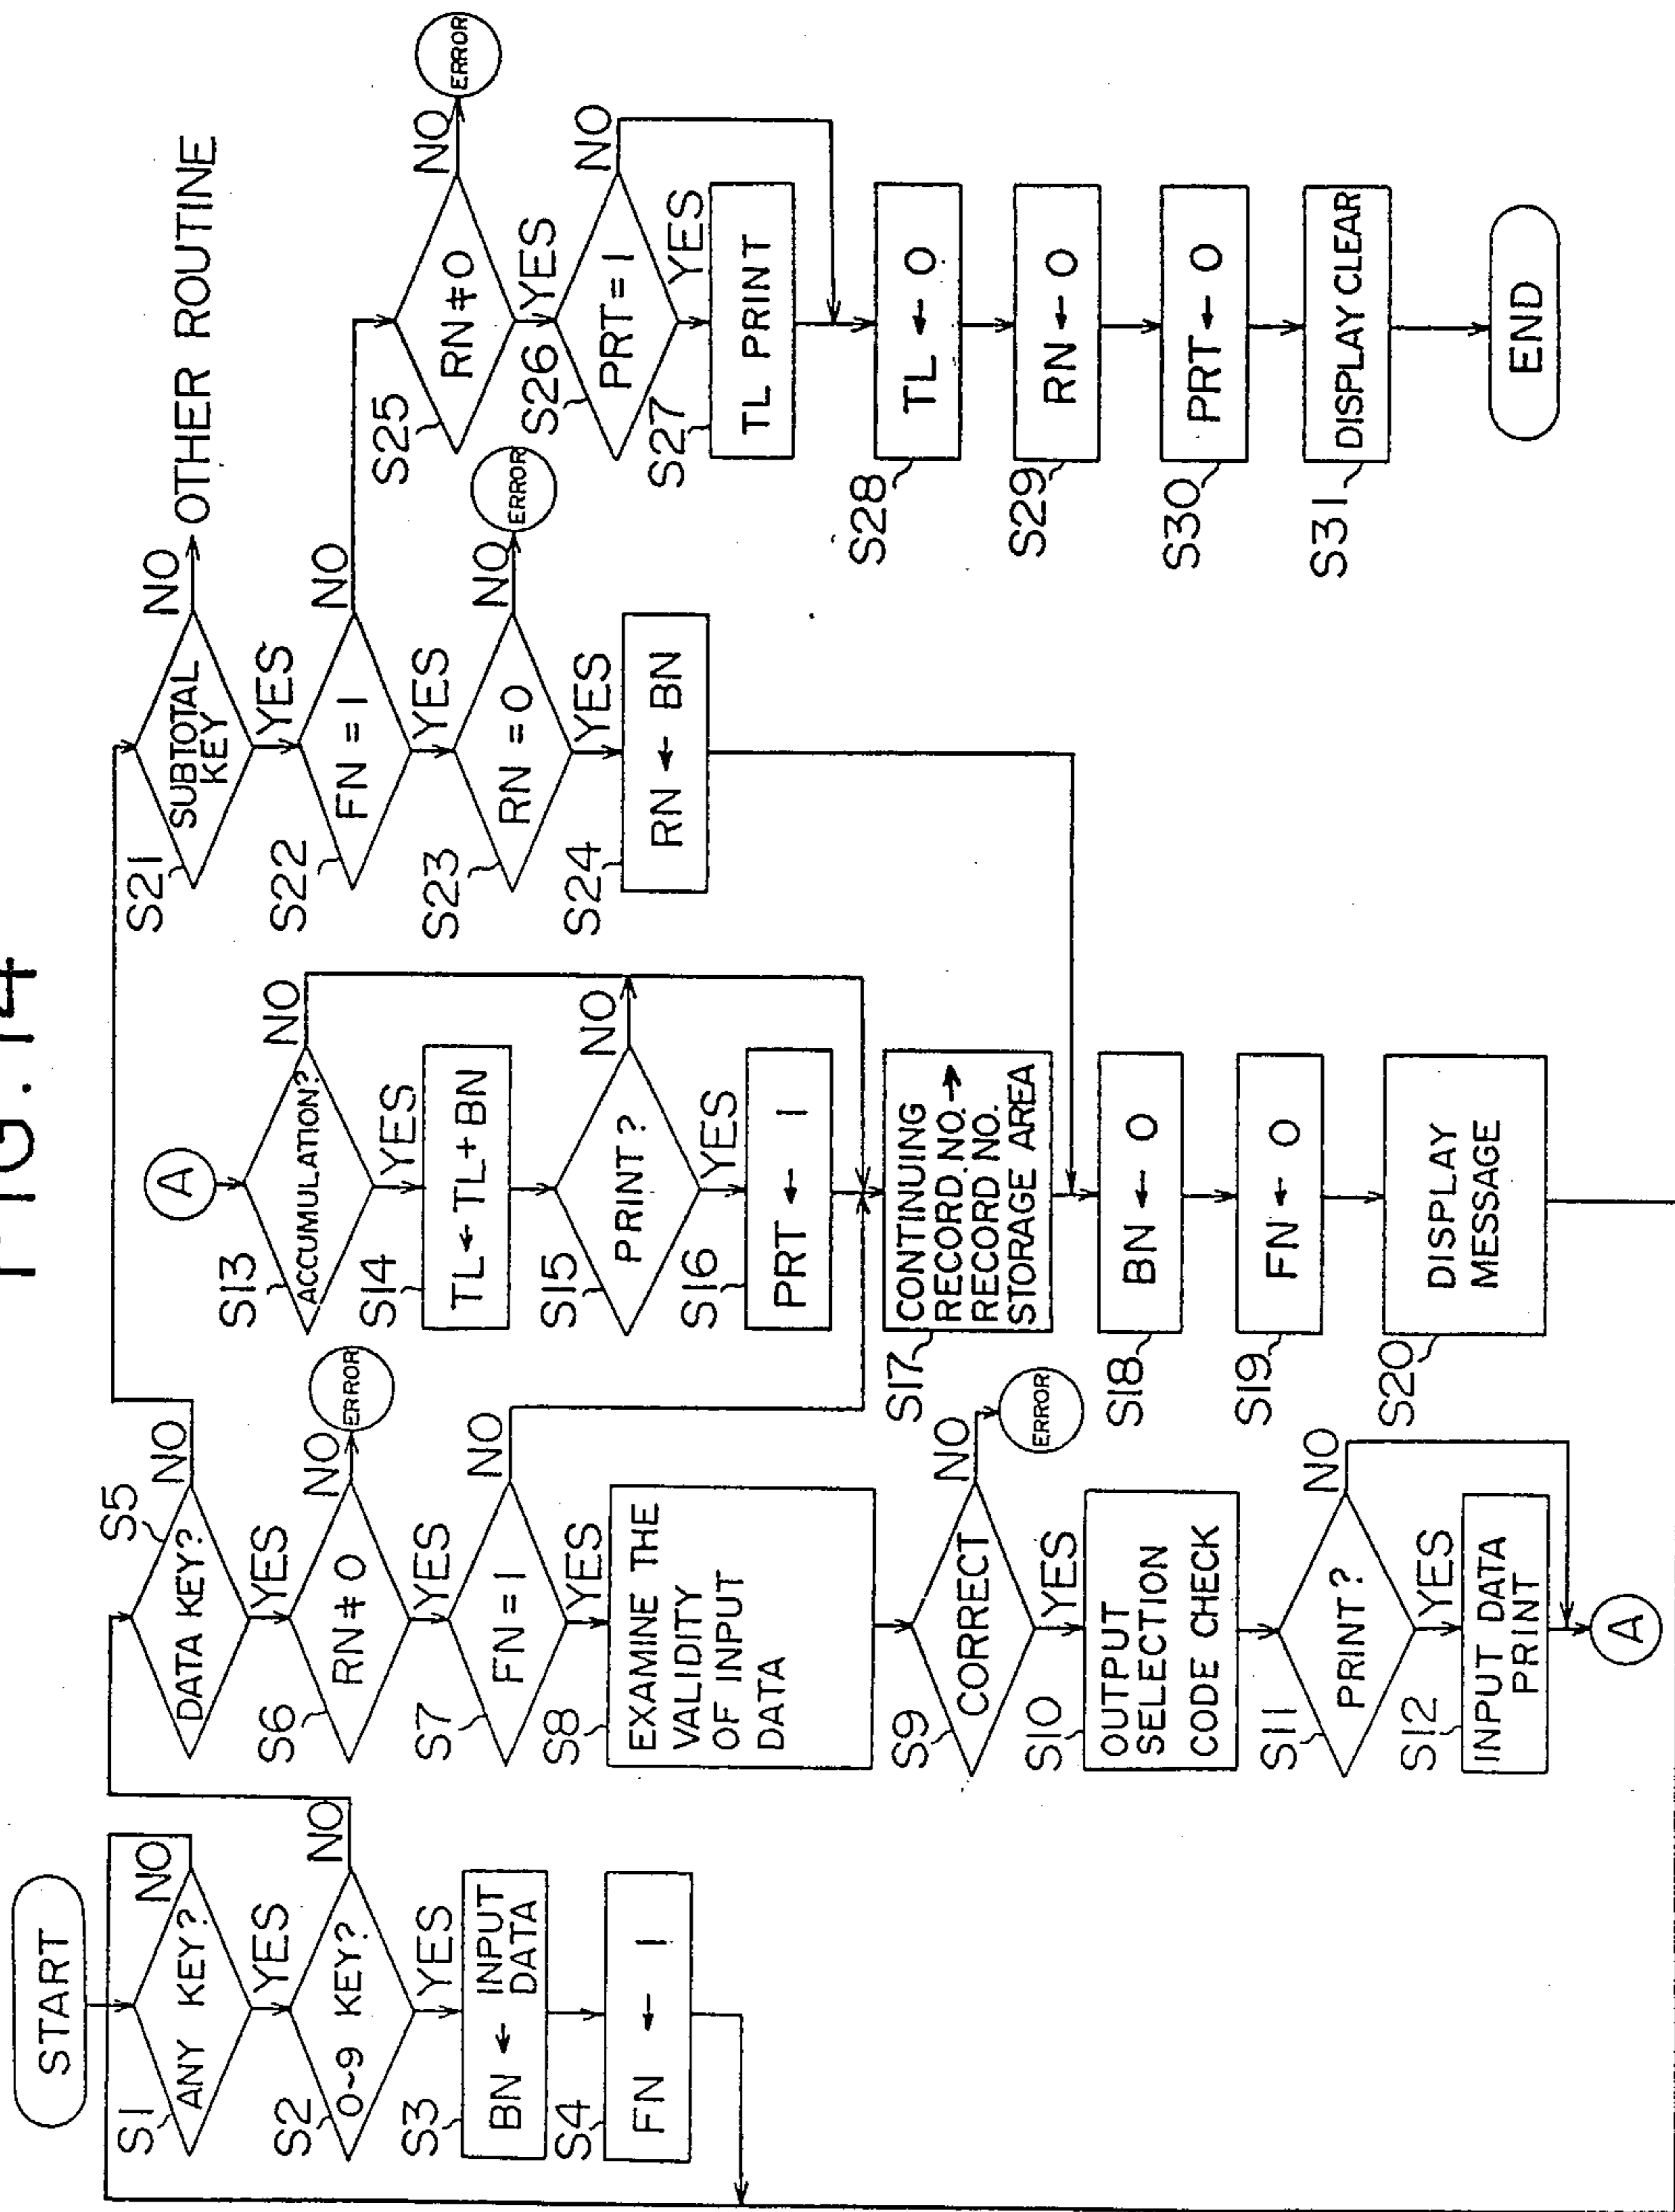 FIG. 14
START
S1
ANY KEY?
NO
YES
S2
0~9 KEY?
NO
YES
S3
BN ← INPUT
DATA
S4
FN ← 1
S5
DATA KEY?
NO
YES
S6
RN ≠ 0
NO
ERROR
YES
S7
FN = 1
NO
YES
S8
EXAMINE THE
VALIDITY
OF INPUT
DATA
S9
CORRECT
NO
ERROR
YES
S10
OUTPUT
SELECTION
CODE CHECK
S11
PRINT?
NO
YES
S12
INPUT DATA
PRINT
A
A
S13
ACCUMULATION?
NO
YES
S14
TL ← TL + BN
S15
PRINT?
NO
YES
S16
PRT ← 1
S17
CONTINUING
RECORD. NO. →
RECORD NO.
STORAGE AREA
S18
BN ← 0
S19
FN ← 0
S20
DISPLAY
MESSAGE
S21
SUBTOTAL
KEY
NO
OTHER ROUTINE
YES
S22
FN = 1
NO
YES
S23
RN = 0
NO
ERROR
YES
S24
RN ← BN
S25
RN ≠ 0
NO
ERROR
YES
S26
PRT = 1
NO
YES
S27
TL PRINT
S28
TL ← 0
S29
RN ← 0
S30
PRT ← 0
S31
DISPLAY CLEAR
END